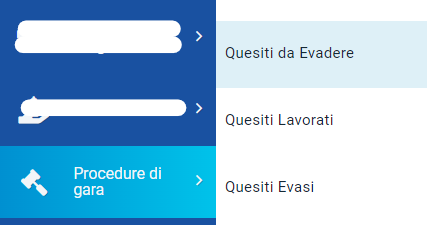 Quesiti da Evadere
Quesiti Lavorati
Procedure di
gara
Quesiti Evasi